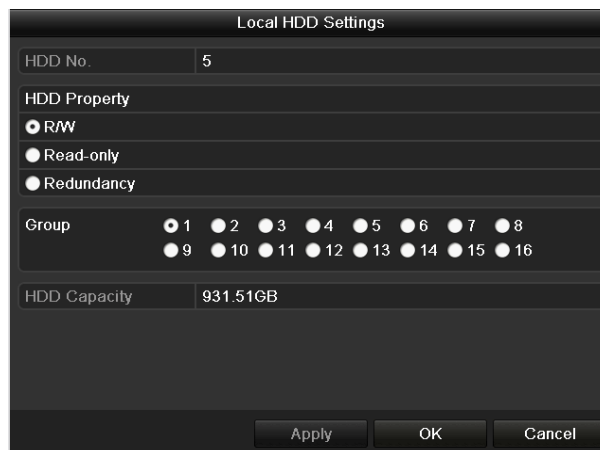 Local HDD Settings
HDD No. 5
HDD Property
R/W
Read-only
Redundancy
Group 1 2 3 4 5 6 7 8
9 10 11 12 13 14 15 16
HDD Capacity 931.51GB
Apply OK Cancel